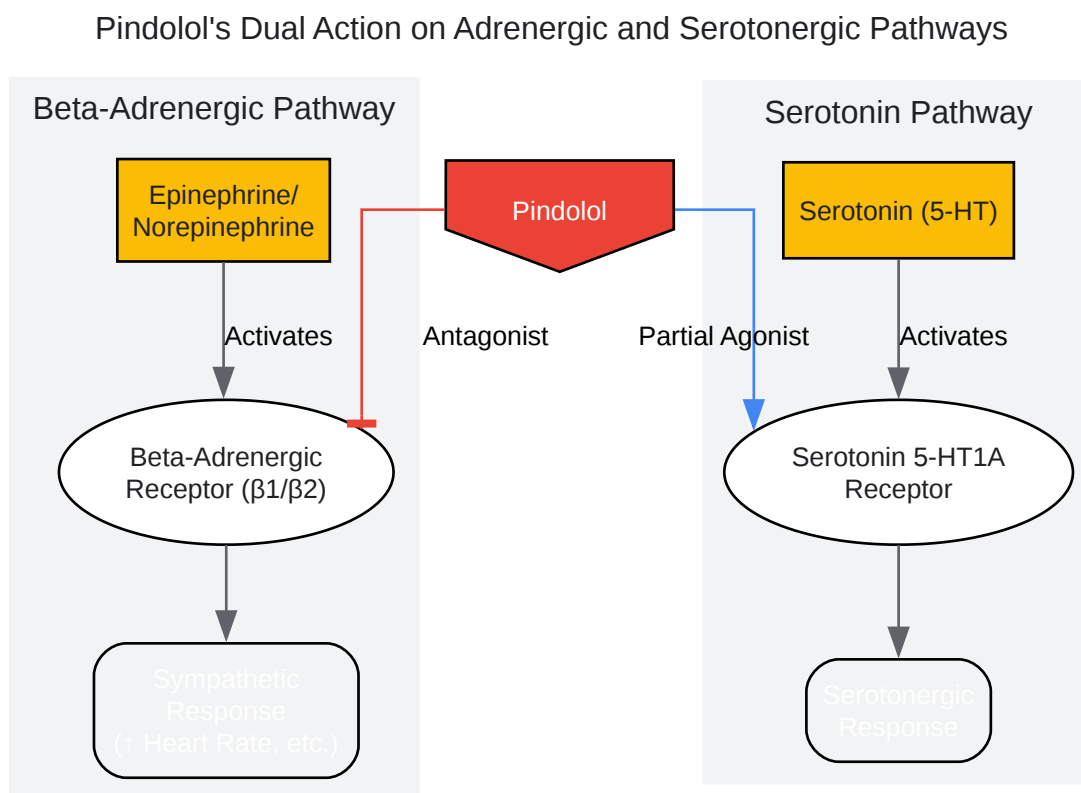 Pindolol's Dual Action on Adrenergic and Serotonergic Pathways
Beta-Adrenergic Pathway
Serotonin Pathway
Epinephrine/
Norepinephrine
Pindolol
Serotonin (5-HT)
Activates
Antagonist
Partial Agonist
Activates
Beta-Adrenergic
Receptor (β1/β2)
Serotonin 5-HT1A
Receptor
Sympathetic
Response
(↑ Heart Rate, etc.)
Serotonergic
Response